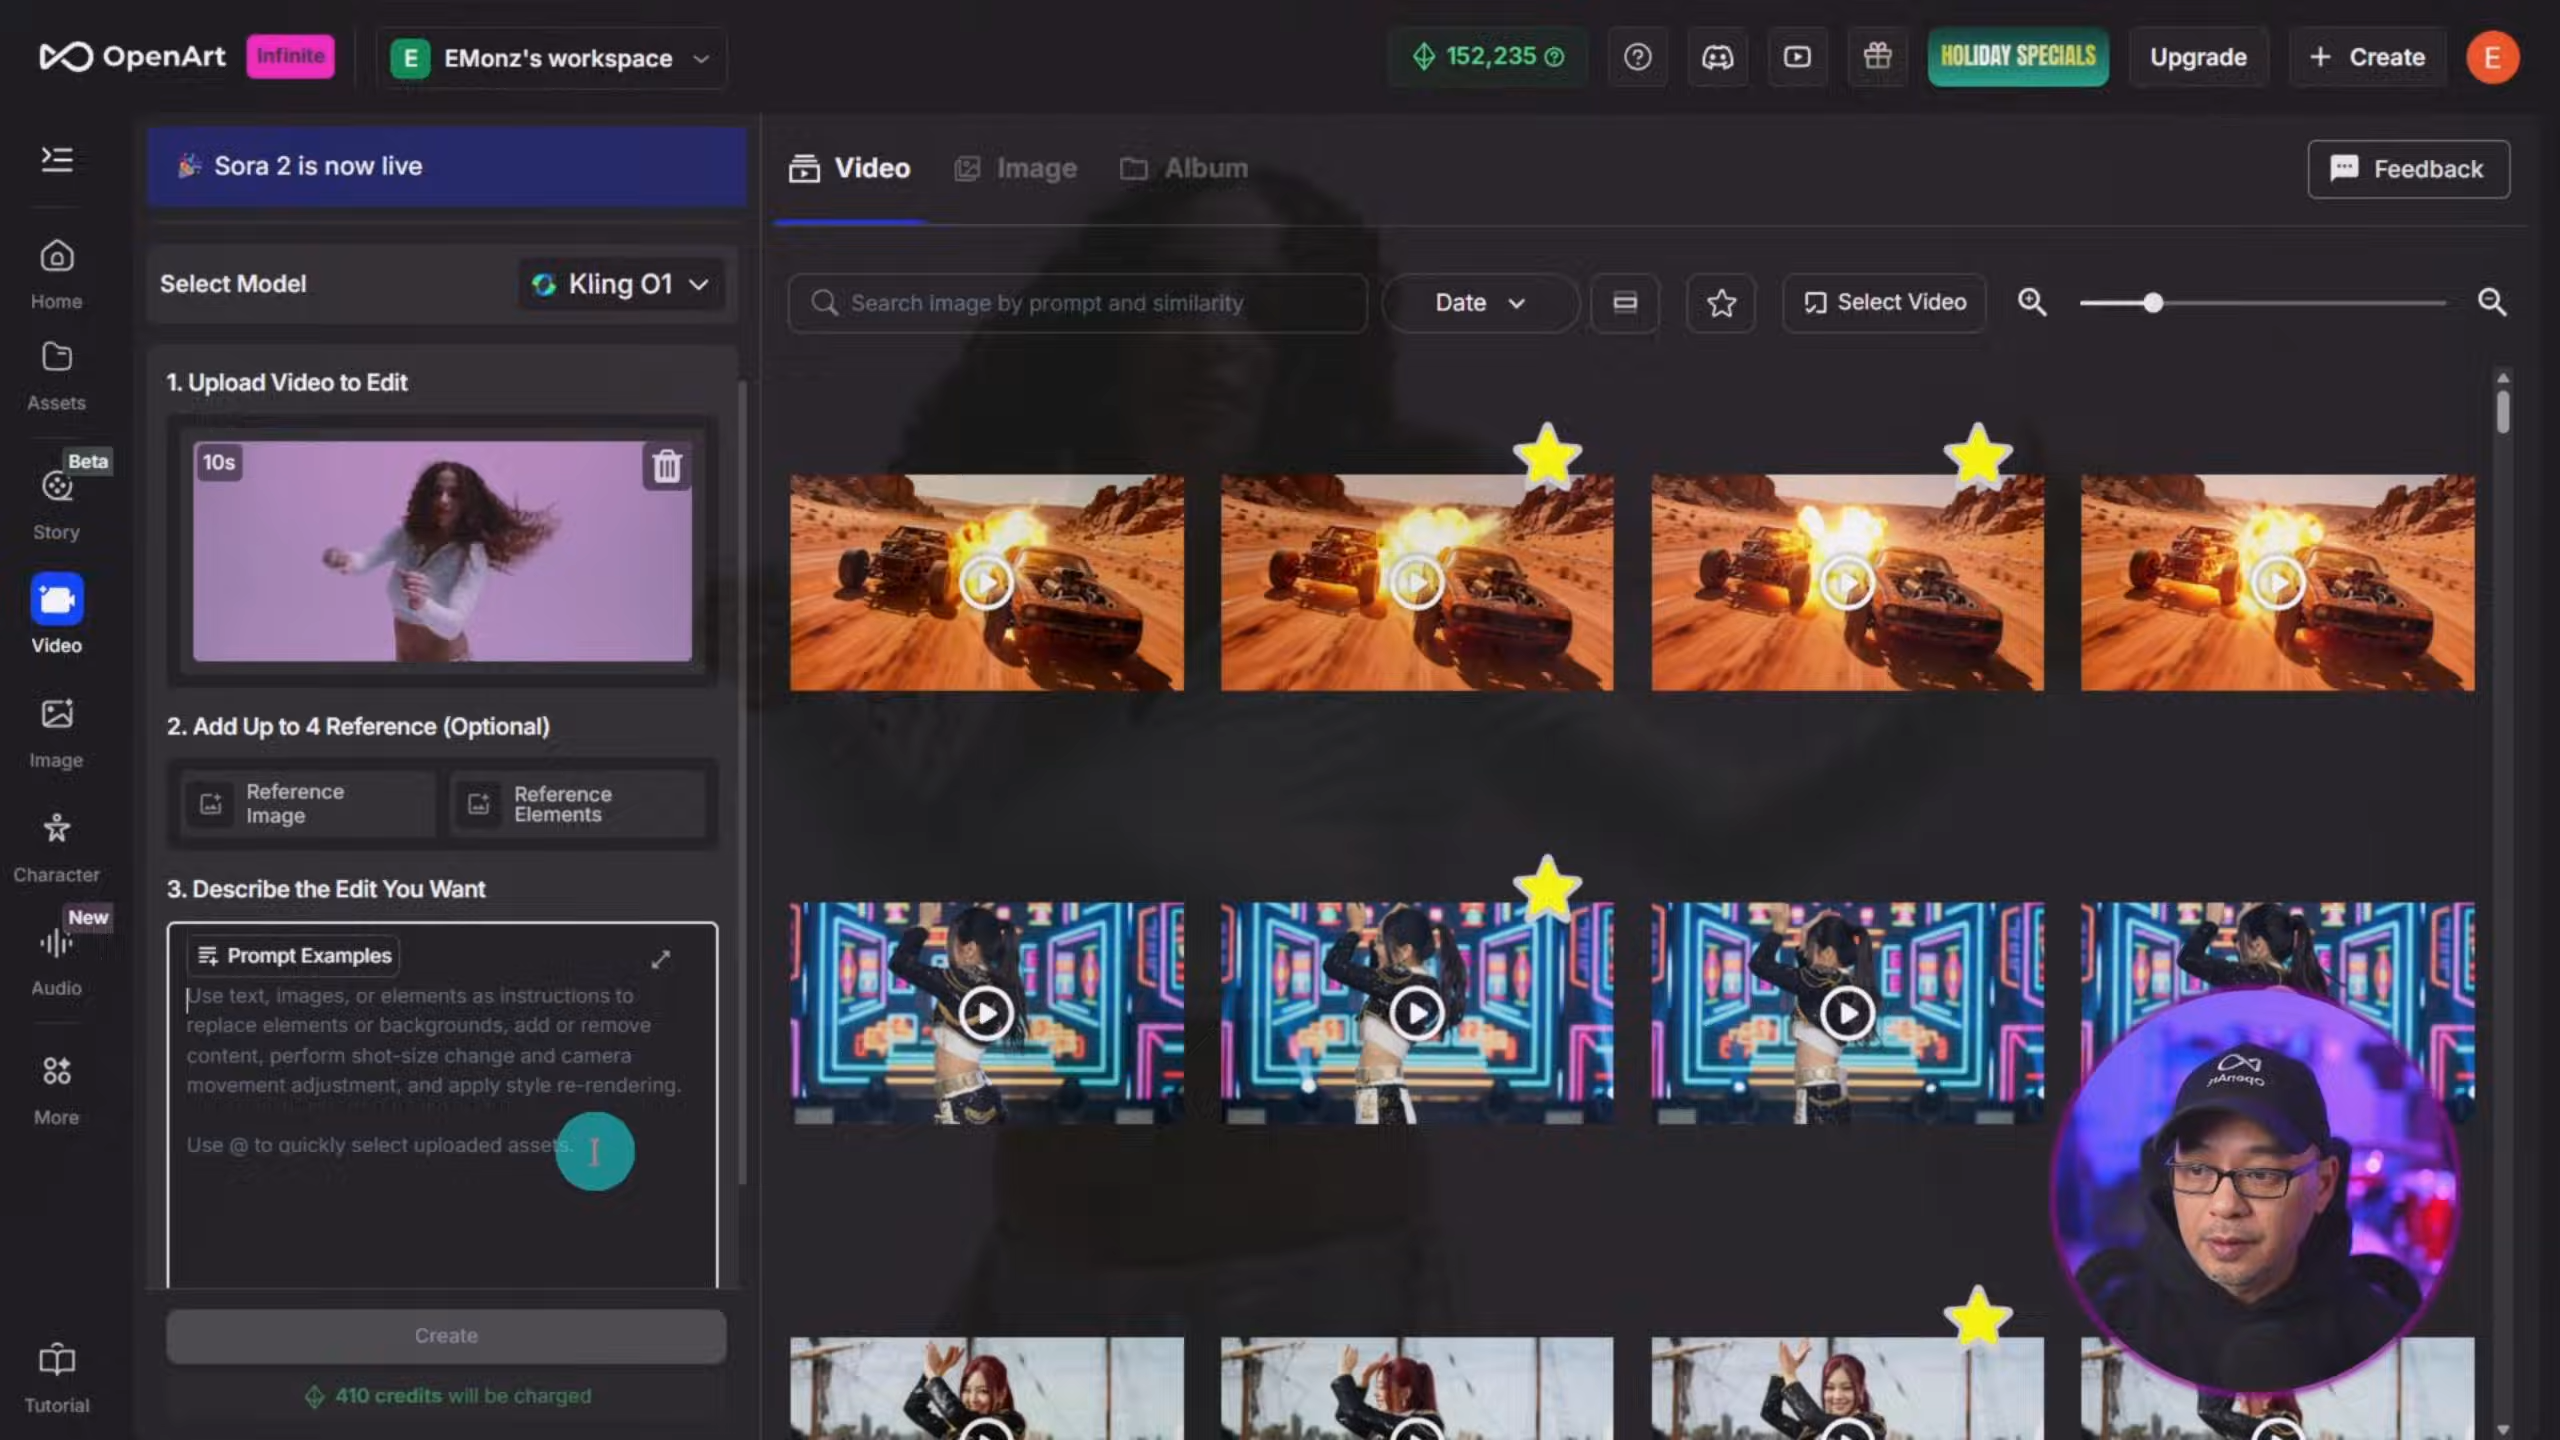 OpenArt
Infinite
E
EMonz's workspace
152,235
HOLIDAY SPECIALS
Upgrade
+ Create
E
Home
Assets
Beta
Story
Video
Image
Character
New
Audio
More
Tutorial
Sora 2 is now live
Select Model
Kling O1
1. Upload Video to Edit
10s
2. Add Up to 4 Reference (Optional)
Reference
Image
Reference
Elements
3. Describe the Edit You Want
Prompt Examples
Use text, images, or elements as instructions to
replace elements or backgrounds, add or remove
content, perform shot-size change and camera
movement adjustment, and apply style re-rendering.
Use @ to quickly select uploaded assets.
Create
410 credits will be charged
Video
Image
Album
Feedback
Search image by prompt and similarity
Date
Select Video
OpenArt